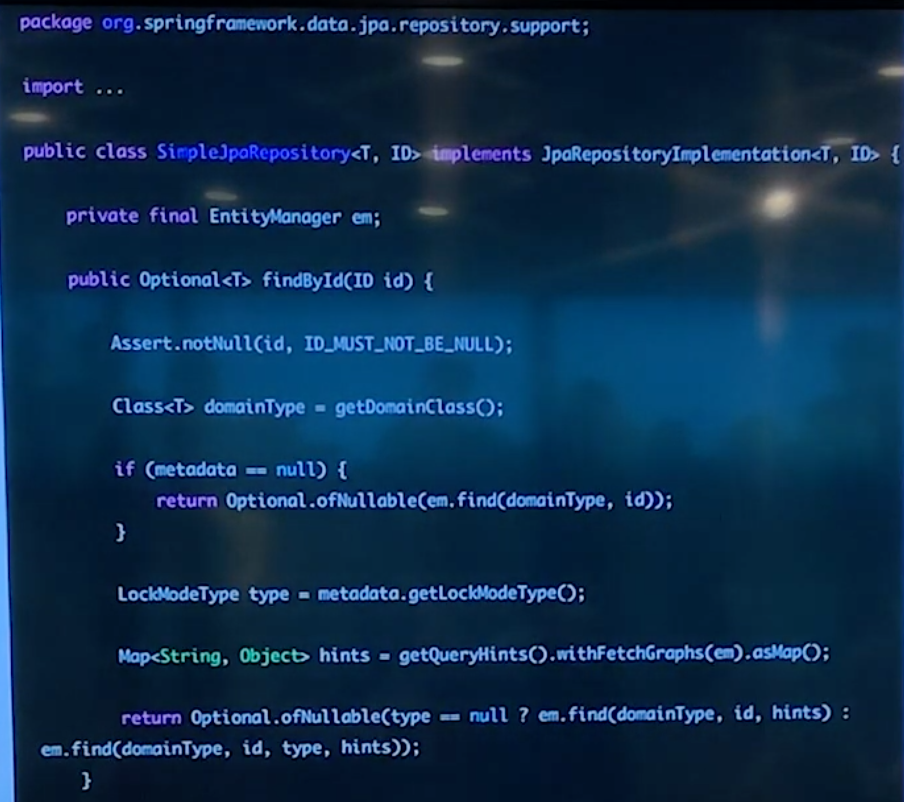 package org.springframework.data.jpa.repository.support;
import ...
public class SimpleJpaRepository<T, ID> implements JpaRepositoryImplementation<T, ID> {
private final EntityManager em;
public Optional<T> findById(ID id) {
Assert.notNull(id, ID_MUST_NOT_BE_NULL);
Class<T> domainType = getDomainClass();
if (metadata == null) {
return Optional.ofNullable(em.find(domainType, id));
}
LockModeType type = metadata.getLockModeType();
Map<String, Object> hints = getQueryHints().withFetchGraphs(em).asMap();
return Optional.ofNullable(type == null ? em.find(domainType, id, hints) :
em.find(domainType, id, type, hints));
}